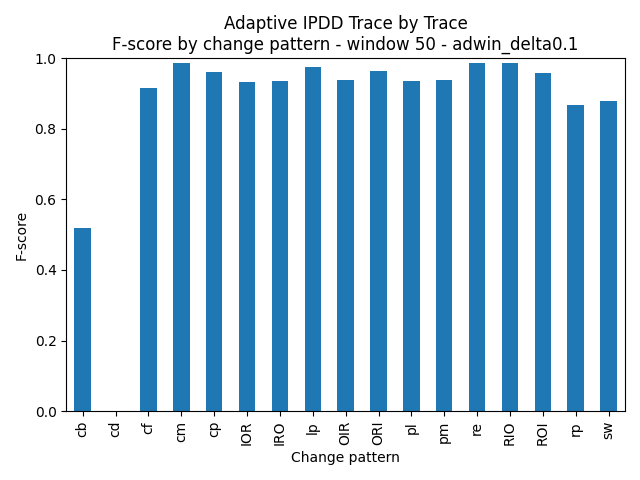 Adaptive IPDD Trace by Trace
F-score by change pattern - window 50 - adwin_delta0.1
1.0
0.8
0.6
0.4
0.2
0.0
F-score
cb
cd
cf
cm
cp
IOR
IRO
lp
OIR
ORI
pl
pm
re
RIO
ROI
rp
sw
Change pattern